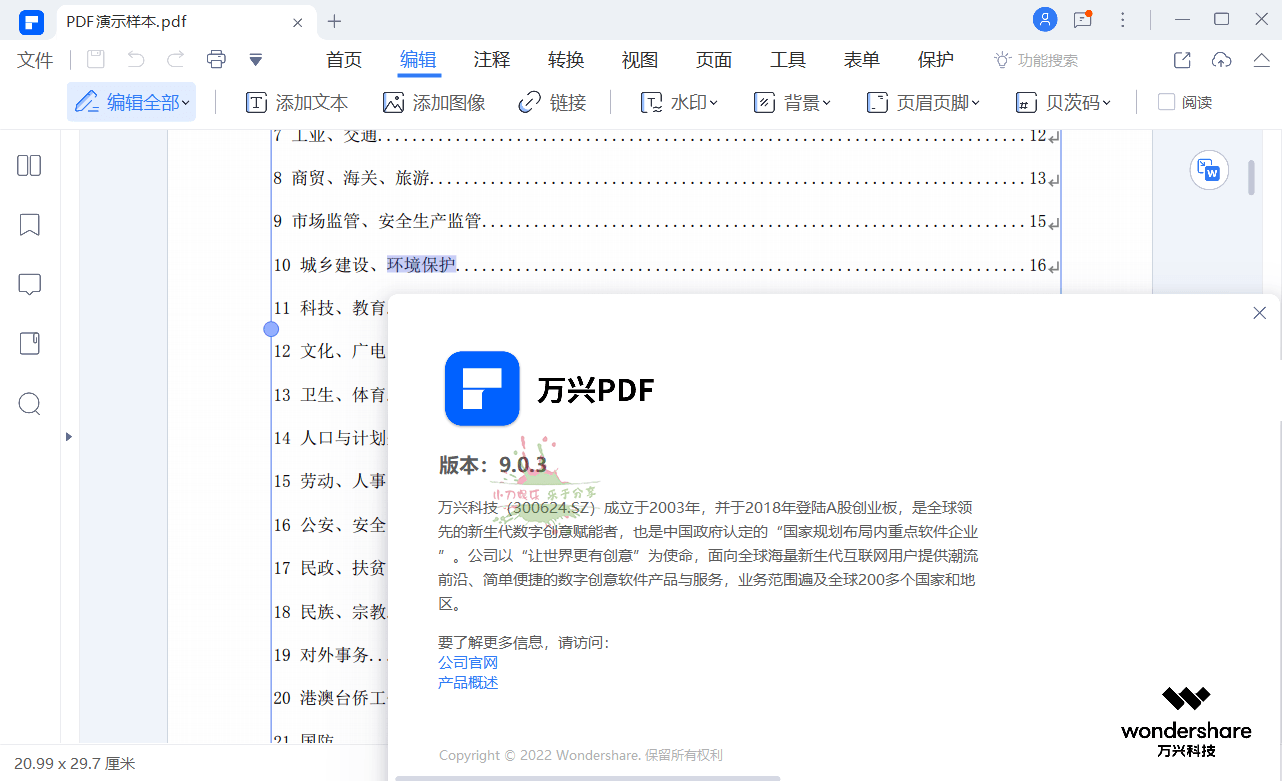 PDF演示样本.pdf
文件 首页 编辑 注释 转换 视图 页面 工具 表单 保护 功能搜索
编辑全部 添加文本 添加图像 链接 水印 背景 页眉页脚 贝茨码 阅读
7 工业、交通........................................12
8 商贸、海关、旅游........................................13
9 市场监管、安全生产监管........................................15
10 城乡建设、环境保护........................................16
11 科技、教育
12 文化、广电
13 卫生、体育
14 人口与计划
15 劳动、人事
16 公安、安全
17 民政、扶贫
18 民族、宗教
19 对外事务...
20 港澳台侨工
21 国防
万兴PDF
版本：9.0.3
小刀娱乐 乐于分享
万兴科技（300624.SZ）成立于2003年，并于2018年登陆A股创业板，是全球领
先的新生代数字创意赋能者，也是中国政府认定的“国家规划布局内重点软件企业
”。公司以“让世界更有创意”为使命，面向全球海量新生代互联网用户提供潮流
前沿、简单便捷的数字创意软件产品与服务，业务范围遍及全球200多个国家和地
区。
要了解更多信息，请访问：
公司官网
产品概述
wondershare
万兴科技
Copyright © 2022 Wondershare. 保留所有权利
20.99 x 29.7 厘米